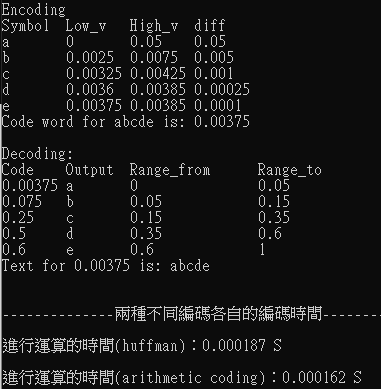 Encoding
Symbol Low_v High_v diff
a 0 0.05 0.05
b 0.0025 0.0075 0.005
c 0.00325 0.00425 0.001
d 0.0036 0.00385 0.00025
e 0.00375 0.00385 0.0001
Code word for abcde is: 0.00375
Decoding:
Code Output Range_from Range_to
0.00375 a 0 0.05
0.075 b 0.05 0.15
0.25 c 0.15 0.35
0.5 d 0.35 0.6
0.6 e 0.6 1
Text for 0.00375 is: abcde
--------------兩種不同編碼各自的編碼時間--------
進行運算的時間(huffman)：0.000187 S
進行運算的時間(arithmetic coding)：0.000162 S